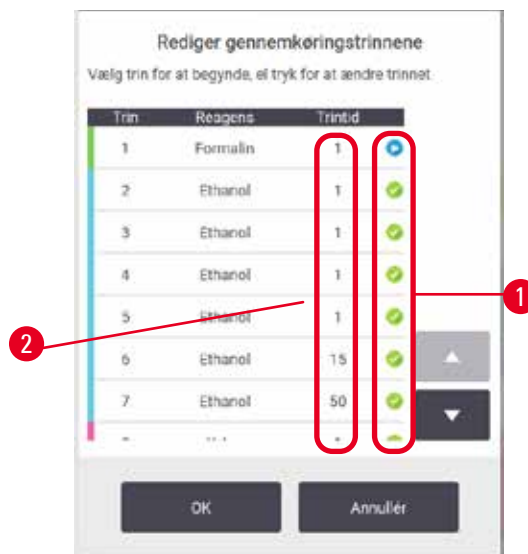 Rediger gennemkøringstrinnene
Vælg trin for at begynde, el tryk for at ændre trinnet
Trin Reagens Trintid
1 Formalin 1
2 Ethanol 1
3 Ethanol 1
4 Ethanol 1
5 Ethanol 1
6 Ethanol 15
7 Ethanol 50
OK Annullér
1
2